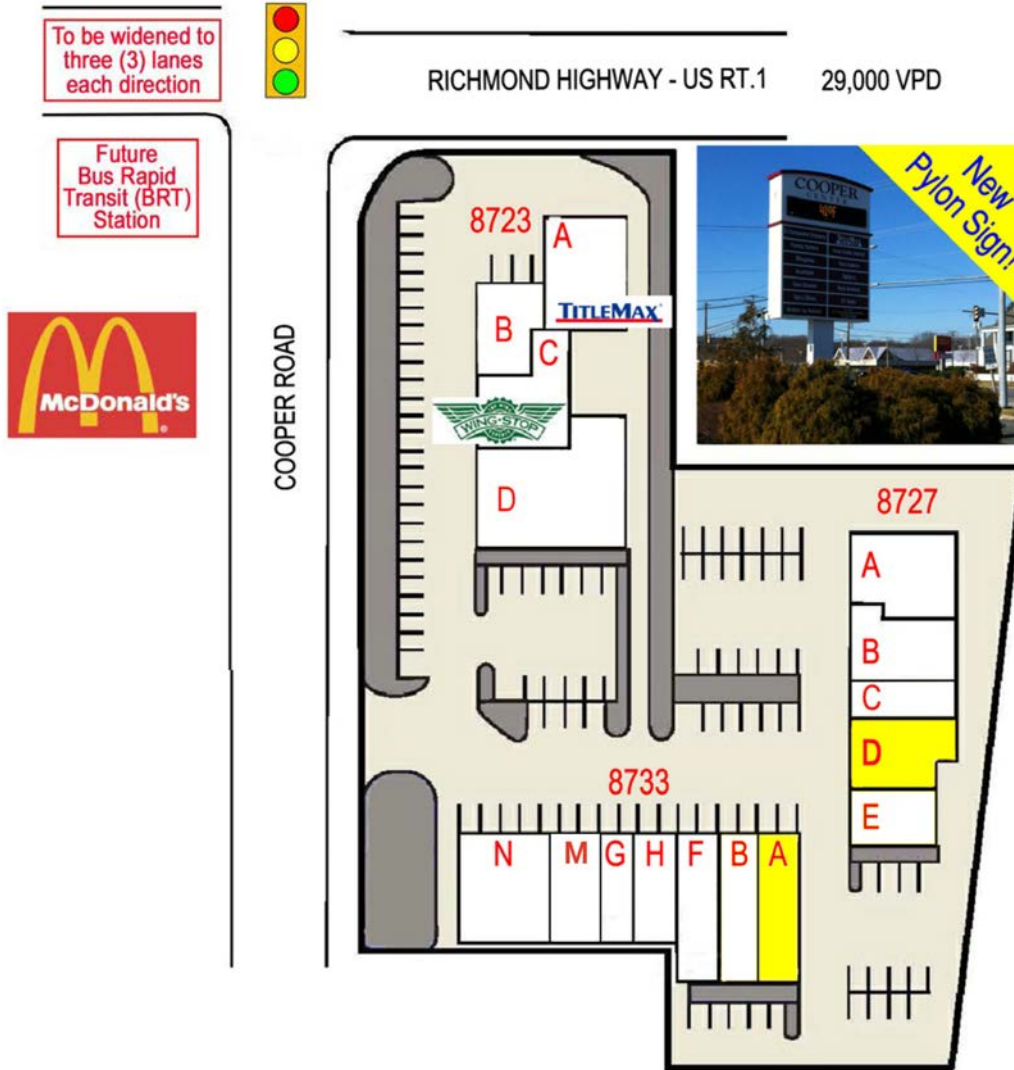 To be widened to
three (3) lanes
each direction
RICHMOND HIGHWAY - US RT.1
29,000 VPD
Future
Bus Rapid
Transit (BRT)
Station
New
Pylon Sign!
COOPER
CENTER
McDonald's
COOPER ROAD
8723
A
TITLEMAX
B
C
WING-STOP
D
8727
A
B
C
D
E
8733
N
M
G
H
F
B
A